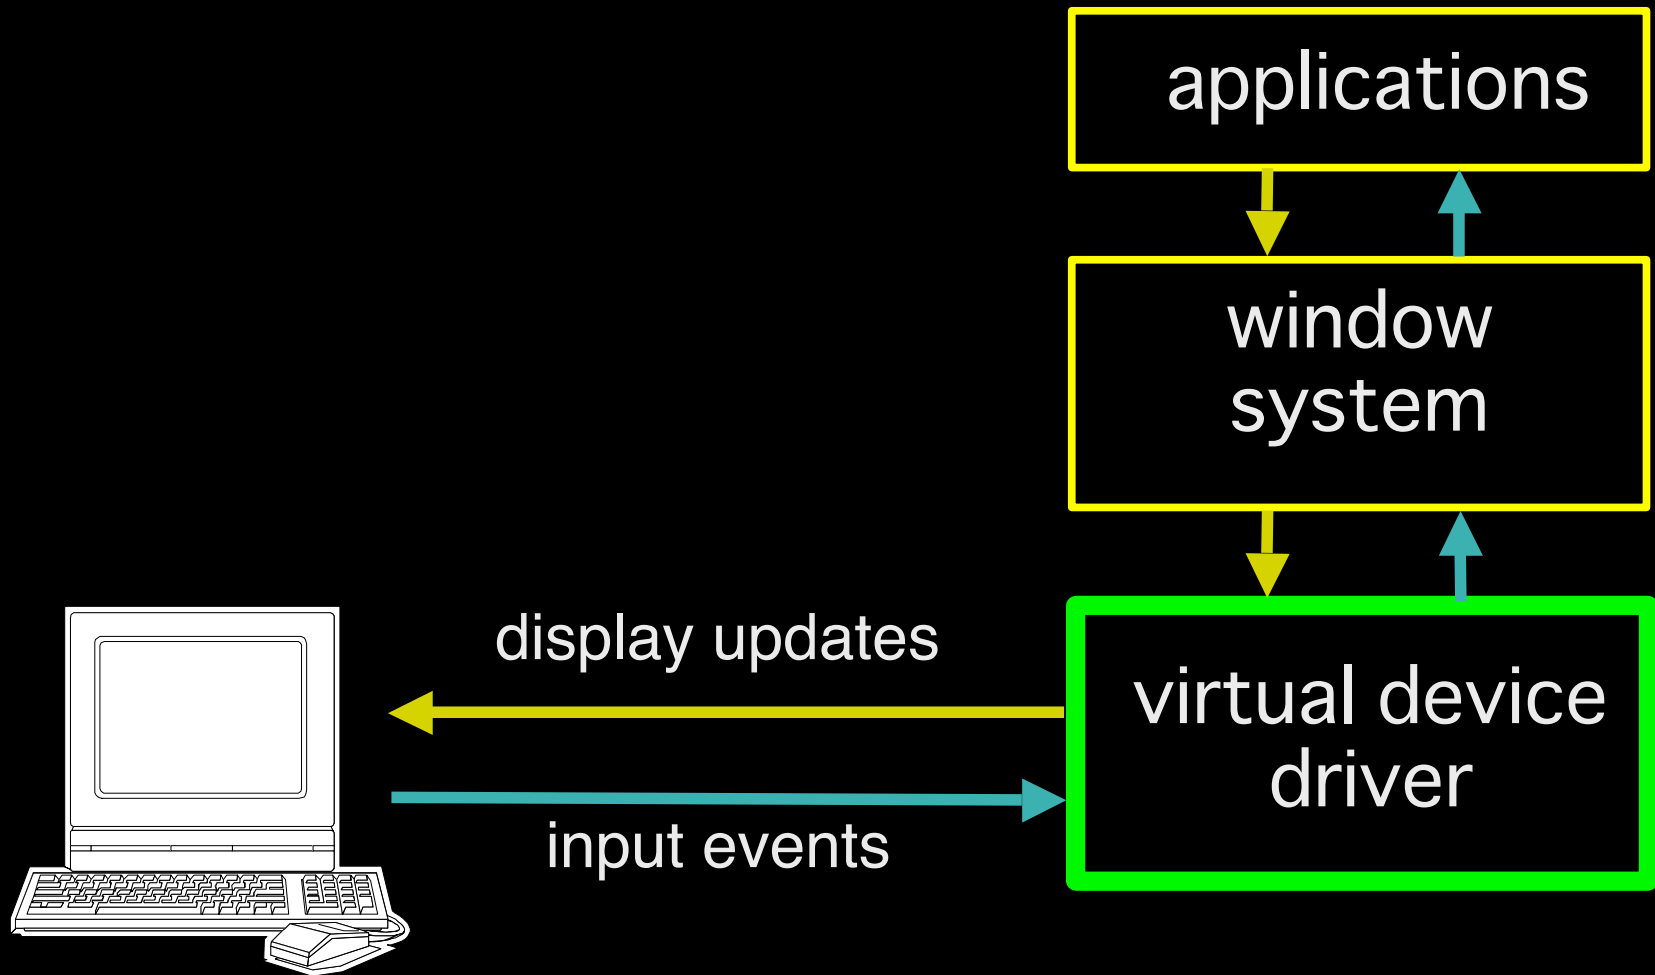 applications
window
system
display updates
virtual device
driver
input events